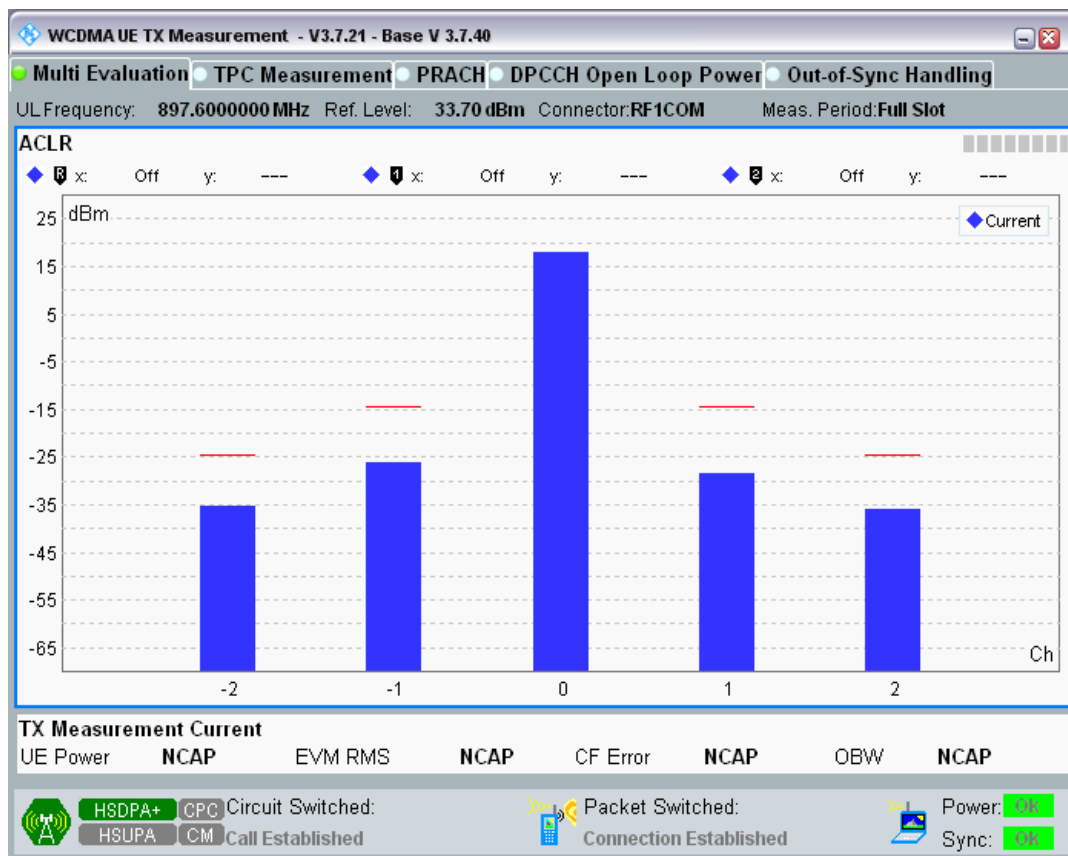 WCDMA UE TX Measurement - V3.7.21 - Base V 3.7.40
Multi Evaluation TPC Measurement PRACH DPCCH Open Loop Power Out-of-Sync Handling
UL Frequency: 897.6000000 MHz Ref. Level: 33.70 dBm Connector:RF1COM Meas. Period:Full Slot
ACLR
R x: Off y: --- 1 x: Off y: --- 2 x: Off y: ---
25 dBm
Current
15
5
-5
-15
-25
-35
-45
-55
-65
Ch
-2 -1 0 1 2
TX Measurement Current
UE Power NCAP EVM RMS NCAP CF Error NCAP OBW NCAP
HSDPA+ CPC Circuit Switched: Packet Switched: Power: OK
HSUPA CM Call Established Connection Established Sync: OK